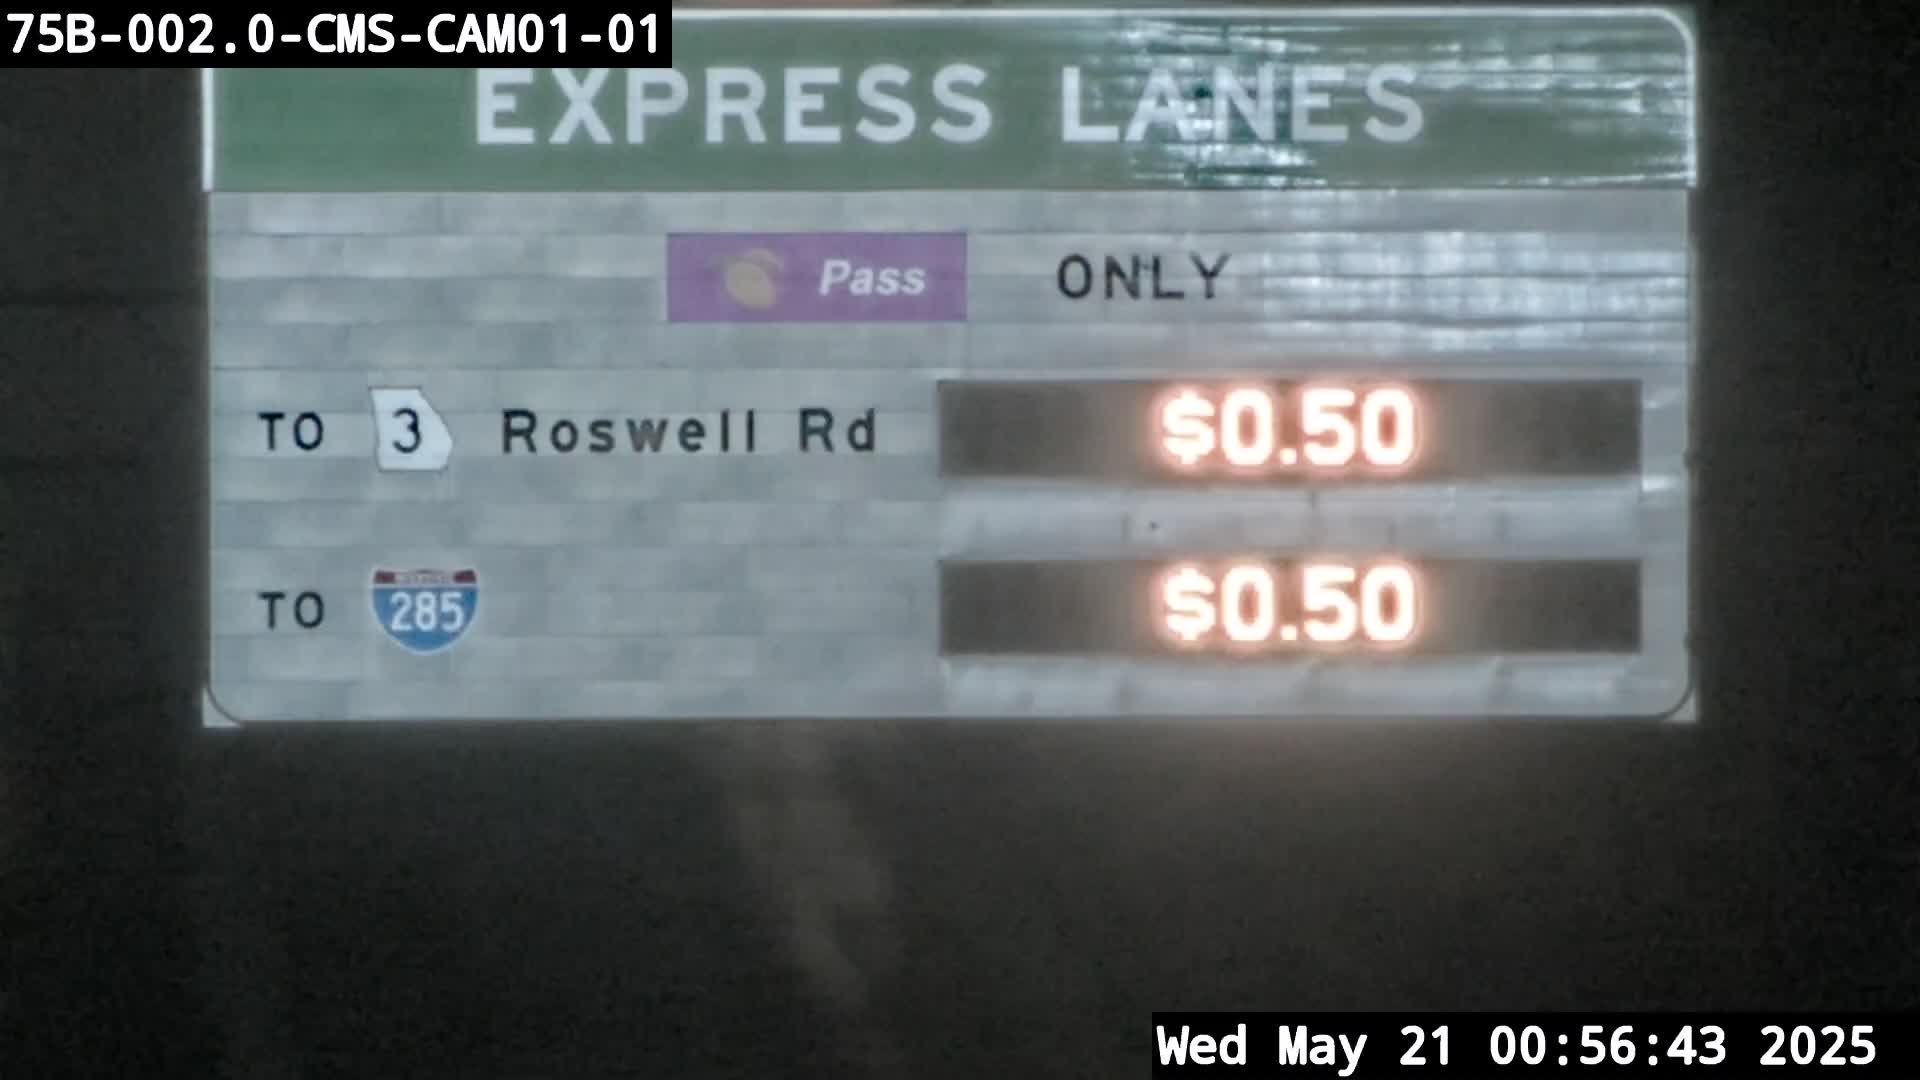 75B-002.0-CMS-CAM01-01
EXPRESS LANES
Pass ONLY
TO 3 Roswell Rd $0.50
TO 285 $0.50
Wed May 21 00:56:43 2025